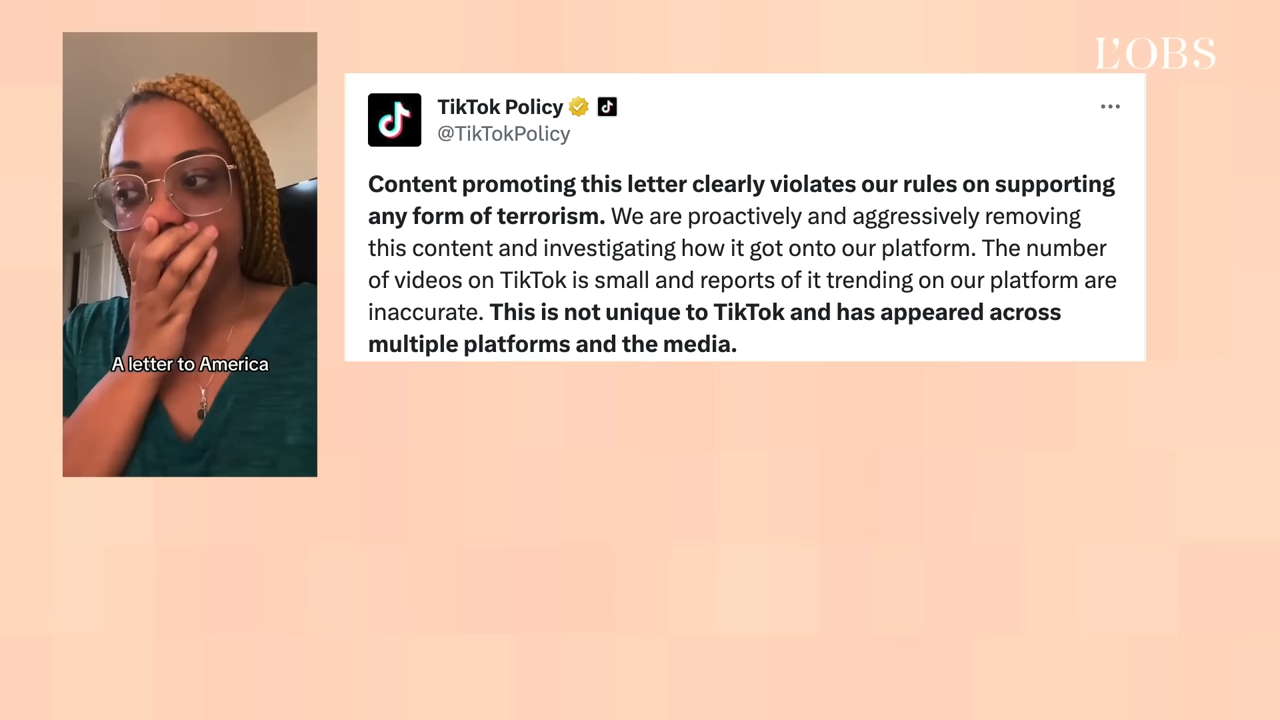 L'OBS
TikTok Policy
@TikTokPolicy
Content promoting this letter clearly violates our rules on supporting
any form of terrorism. We are proactively and aggressively removing
this content and investigating how it got onto our platform. The number
of videos on TikTok is small and reports of it trending on our platform are
inaccurate. This is not unique to TikTok and has appeared across
multiple platforms and the media.
A letter to America